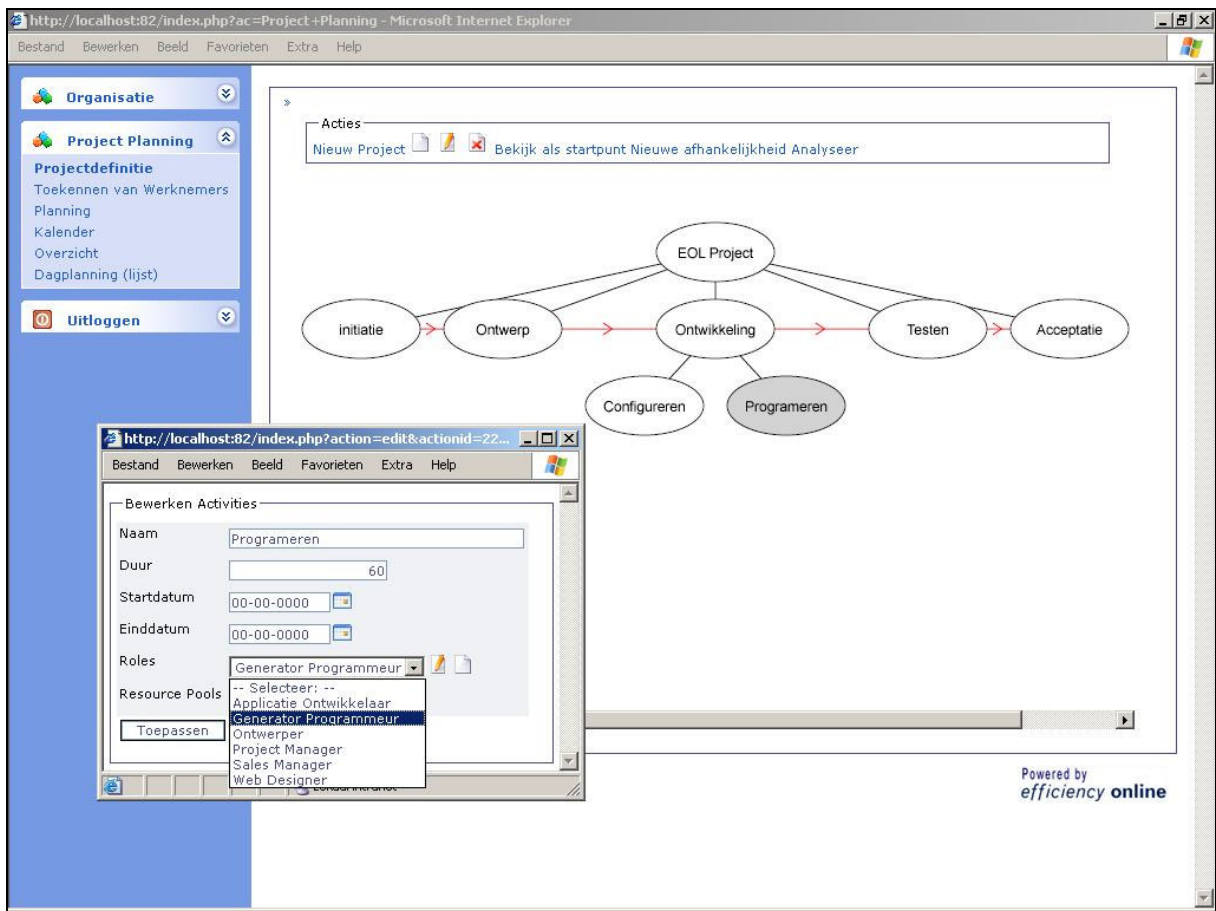 http://localhost:82/index.php?ac=Project+Planning - Microsoft Internet Explorer
Bestand Bewerken Beeld Favorieten Extra Help
Organisatie
Project Planning
Projectdefinitie
Toekennen van Werknemers
Planning
Kalender
Overzicht
Dagplanning (lijst)
Uitloggen
»
Acties
Nieuw Project Bekijk als startpunt Nieuwe afhankelijkheid Analyseer
EOL Project
initiatie Ontwerp Ontwikkeling Testen Acceptatie
Configureren Programeren
http://localhost:82/index.php?action=edit&actionid=22...
Bestand Bewerken Beeld Favorieten Extra Help
Bewerken Activities
Naam Programeren
Duur 60
Startdatum 00-00-0000
Einddatum 00-00-0000
Roles Generator Programmeur
Resource Pools
-- Selecteer: --
Applicatie Ontwikkelaar
Generator Programmeur
Ontwerper
Project Manager
Sales Manager
Web Designer
Toepassen
Powered by
efficiency online